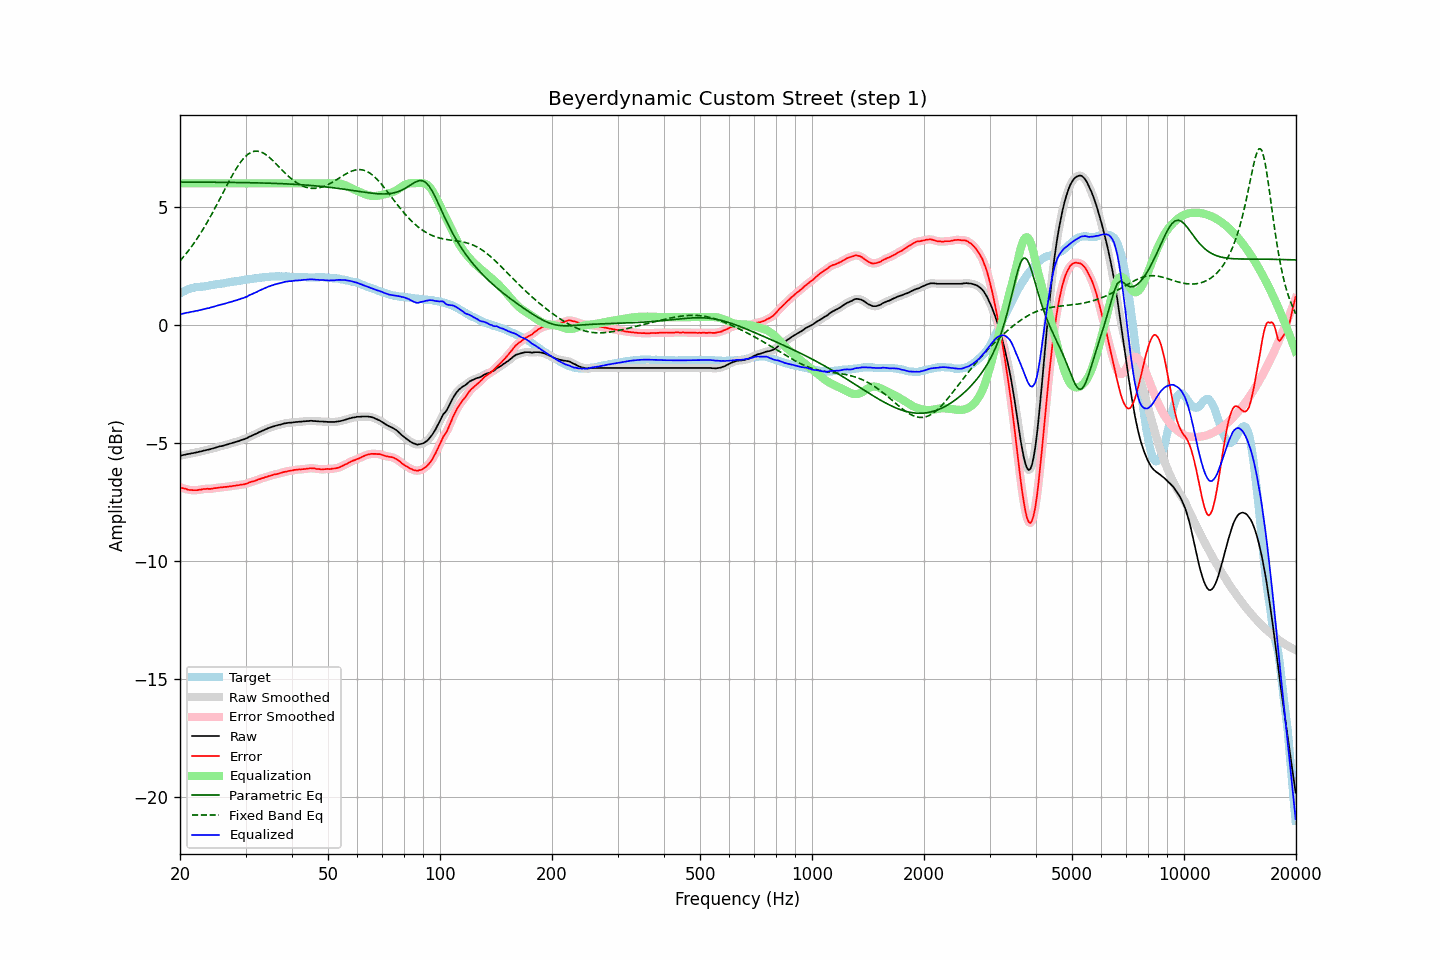 Beyerdynamic Custom Street (step 1)
Amplitude (dBr)
5
0
−5
−10
−15
−20
Target
Raw Smoothed
Error Smoothed
Raw
Error
Equalization
Parametric Eq
Fixed Band Eq
Equalized
20 50 100 200 500 1000 2000 5000 10000 20000
Frequency (Hz)